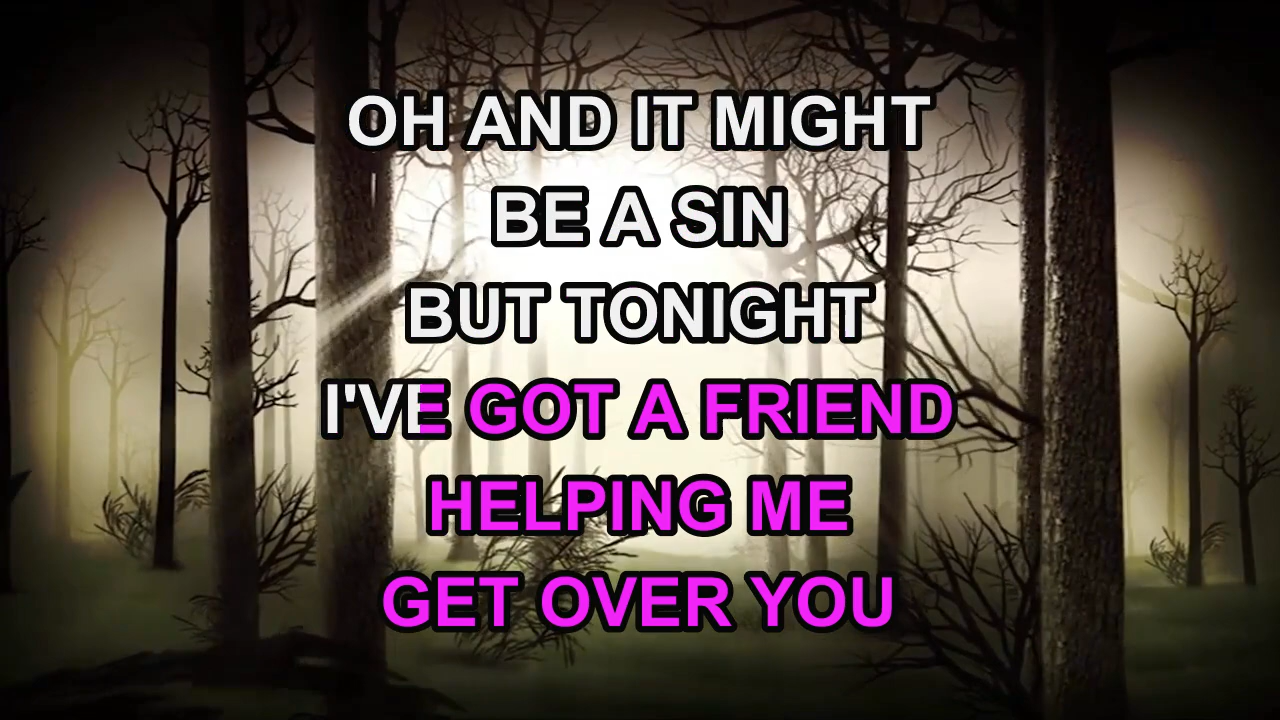 OH AND IT MIGHT
BE A SIN
BUT TONIGHT
I'VE GOT A FRIEND
HELPING ME
GET OVER YOU